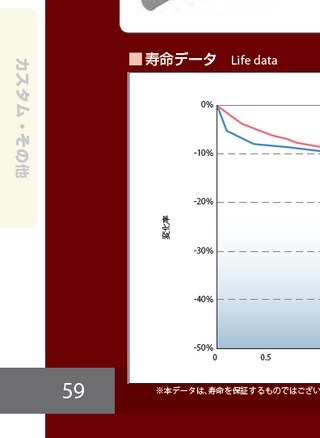 カスタム・その他
寿命データ Life data
0%
-10%
-20%
変化率
-30%
-40%
-50%
0 0.5
59
※本データは、寿命を保証するものではござい